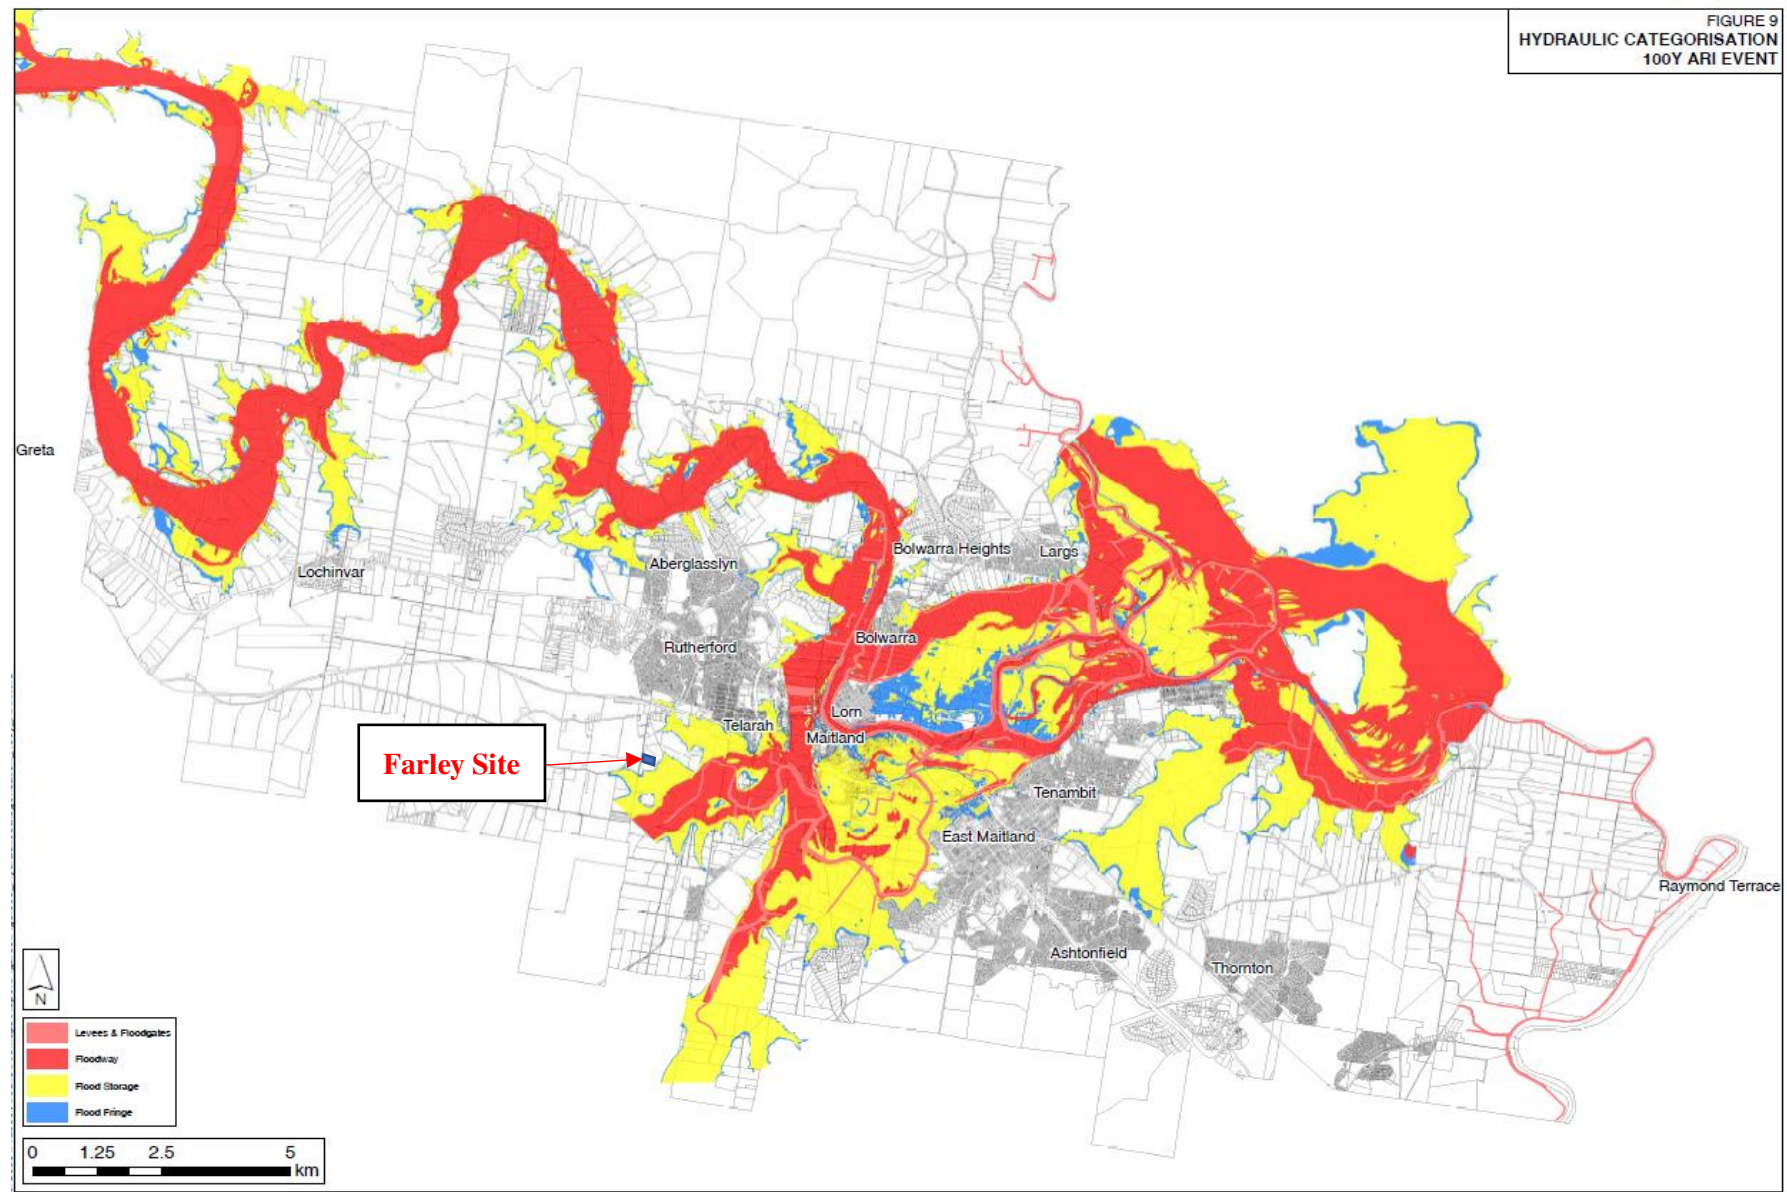 FIGURE 9
HYDRAULIC CATEGORISATION
100Y ARI EVENT
Greta
Lochinvar
Aberglasslyn
Bolwarra Heights
Largs
Rutherford
Bolwarra
Telarah
Lorn
Maitland
Farley Site
Tenambit
East Maitland
Raymond Terrace
Ashtonfield
Thornton
N
Levees & Floodgates
Floodway
Flood Storage
Flood Fringe
0 1.25 2.5 5
km